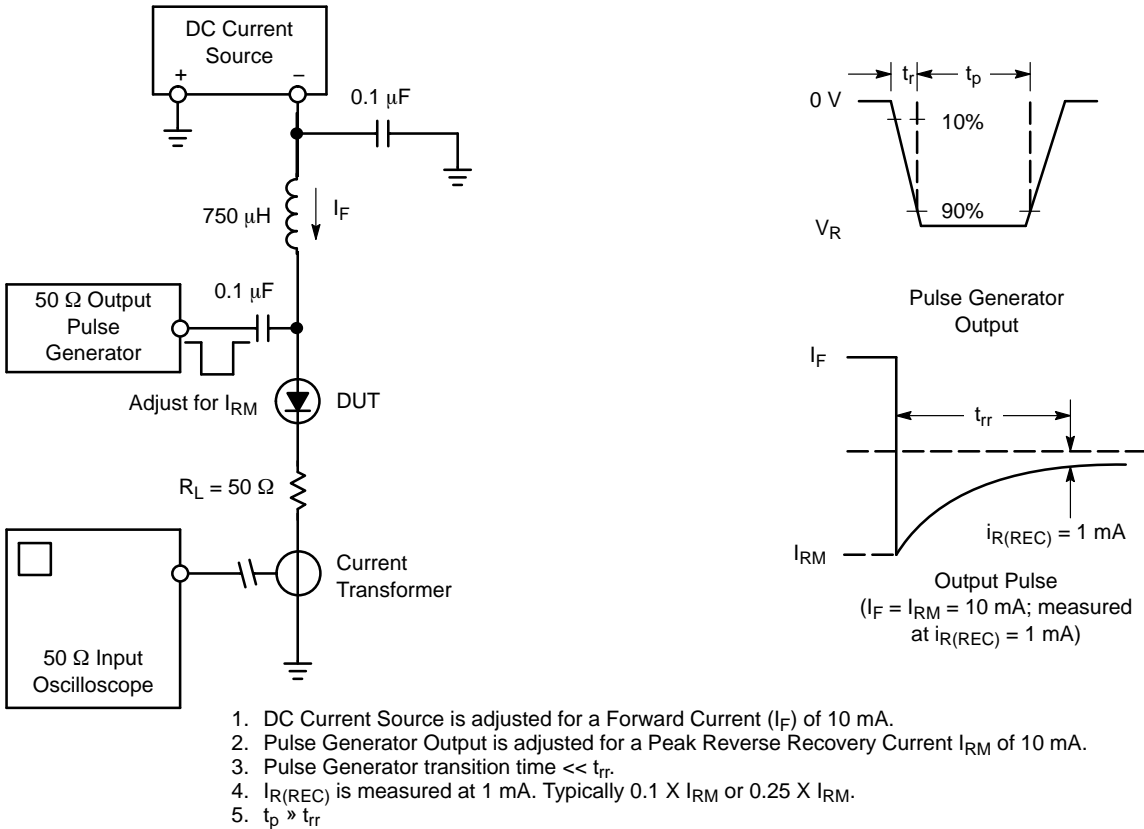 DC Current
Source
+ −
0.1 μF
750 μH
I_F
50 Ω Output
Pulse
Generator
0.1 μF
Adjust for I_RM
DUT
R_L = 50 Ω
Current
Transformer
50 Ω Input
Oscilloscope
t_r t_p
0 V
10%
90%
V_R
Pulse Generator
Output
I_F
t_rr
i_R(REC) = 1 mA
I_RM
Output Pulse
(I_F = I_RM = 10 mA; measured
at i_R(REC) = 1 mA)
1. DC Current Source is adjusted for a Forward Current (I_F) of 10 mA.
2. Pulse Generator Output is adjusted for a Peak Reverse Recovery Current I_RM of 10 mA.
3. Pulse Generator transition time << t_rr.
4. I_R(REC) is measured at 1 mA. Typically 0.1 X I_RM or 0.25 X I_RM.
5. t_p » t_rr